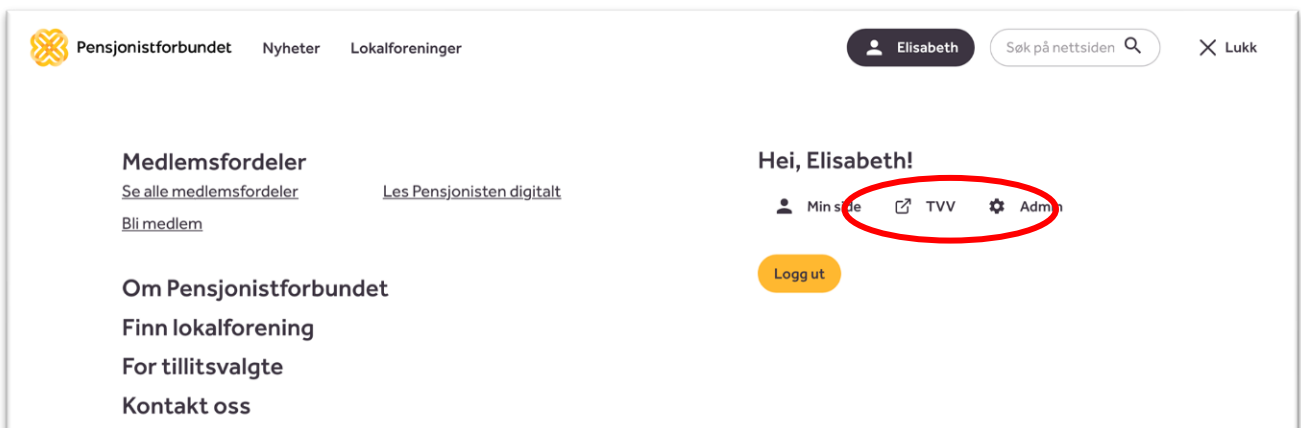 Pensjonistforbundet Nyheter Lokalforeninger Elisabeth Søk på nettsiden Lukk
Medlemsfordeler
Se alle medlemsfordeler Les Pensjonisten digitalt
Bli medlem
Om Pensjonistforbundet
Finn lokalforening
For tillitsvalgte
Kontakt oss
Hei, Elisabeth!
Min side TVV Admin
Logg ut